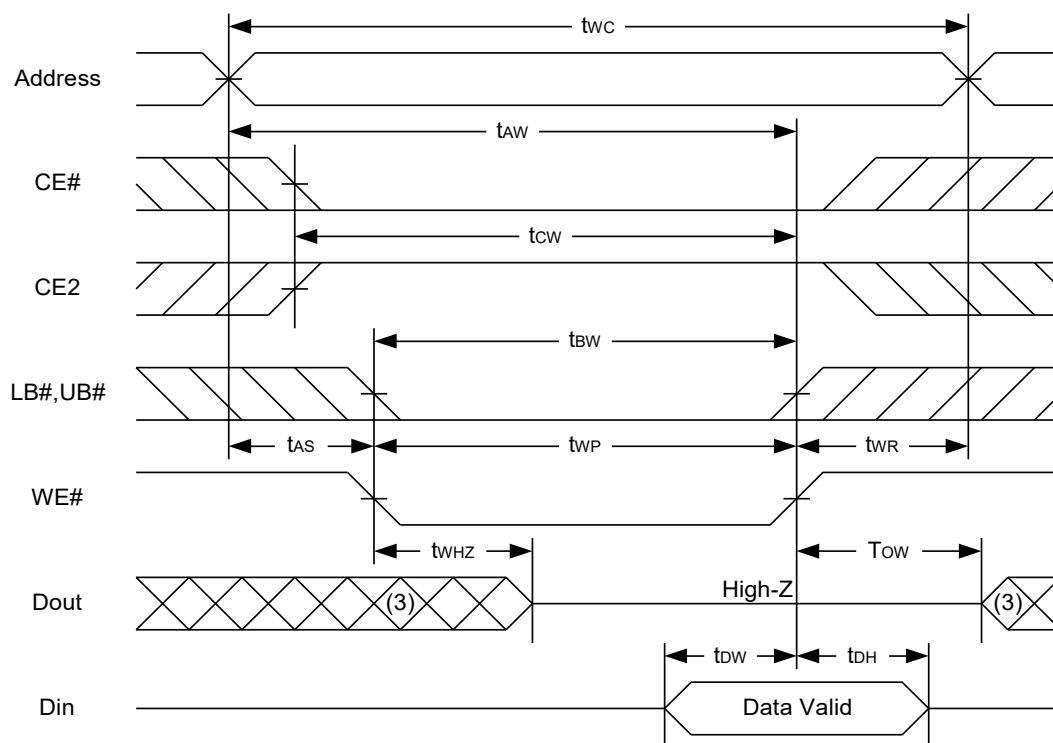 tWC
Address
tAW
CE#
tCW
CE2
tBW
LB#,UB#
tAS
tWP
tWR
WE#
tWHZ
TOW
Dout
(3)
High-Z
(3)
tDW
tDH
Din
Data Valid